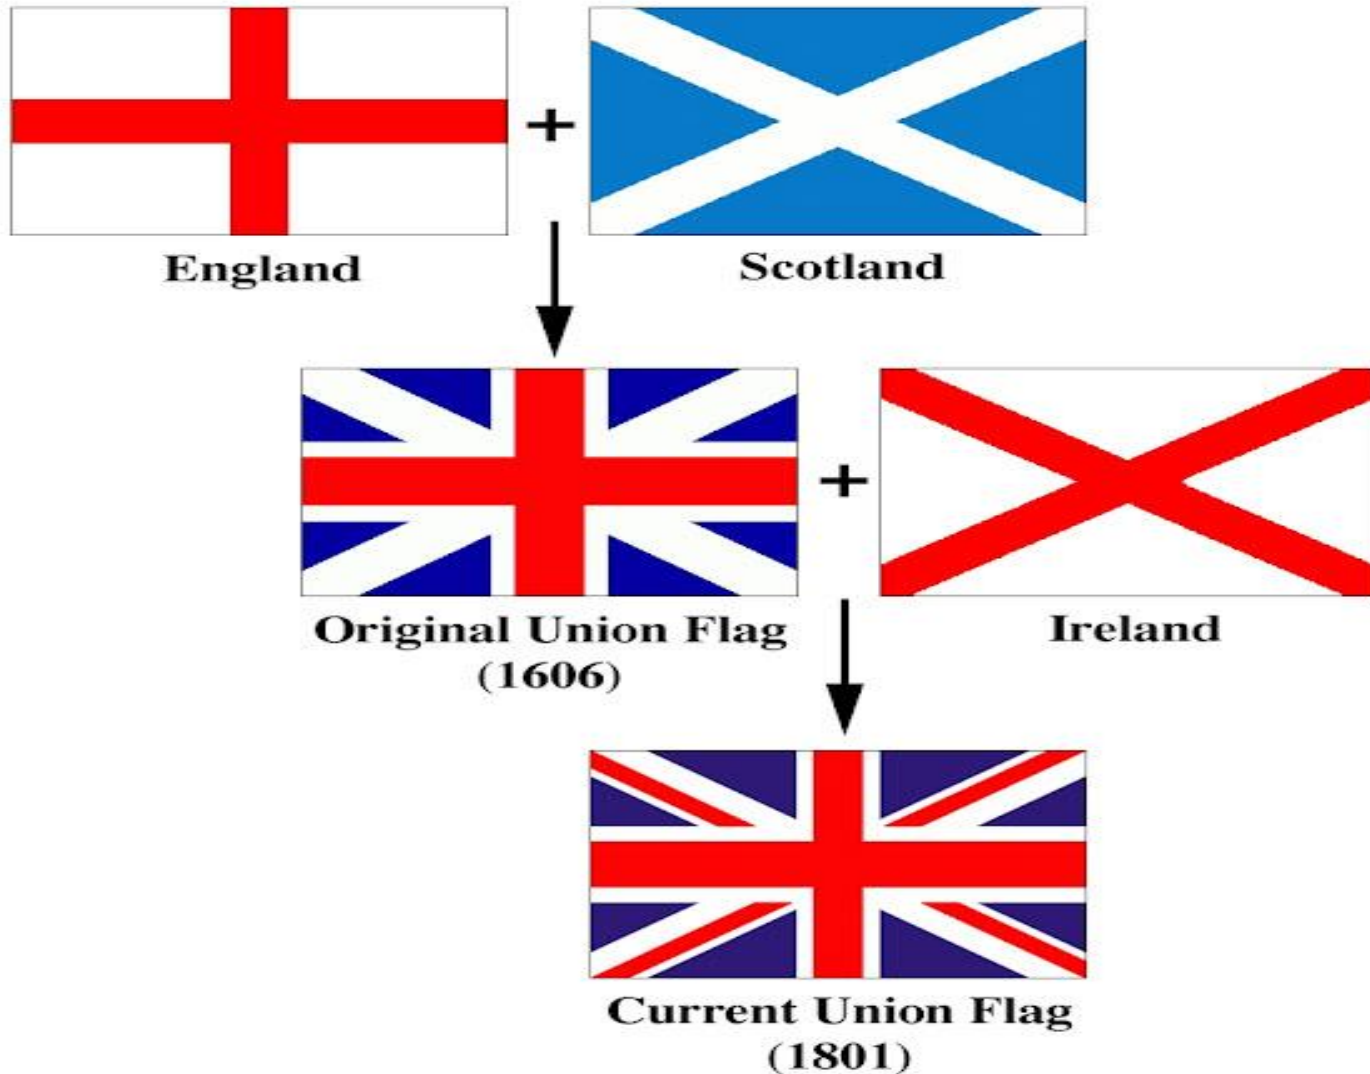 +
England
Scotland
+
Original Union Flag
(1606)
Ireland
Current Union Flag
(1801)